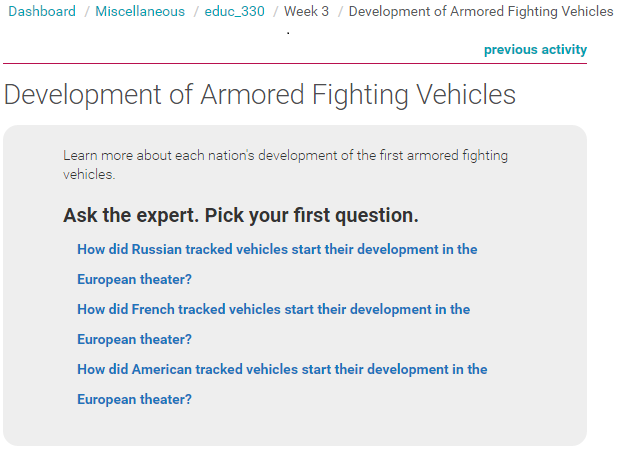 Dashboard / Miscellaneous / educ_330 / Week 3 / Development of Armored Fighting Vehicles
.
previous activity
Development of Armored Fighting Vehicles
Learn more about each nation's development of the first armored fighting
vehicles.
Ask the expert. Pick your first question.
How did Russian tracked vehicles start their development in the
European theater?
How did French tracked vehicles start their development in the
European theater?
How did American tracked vehicles start their development in the
European theater?